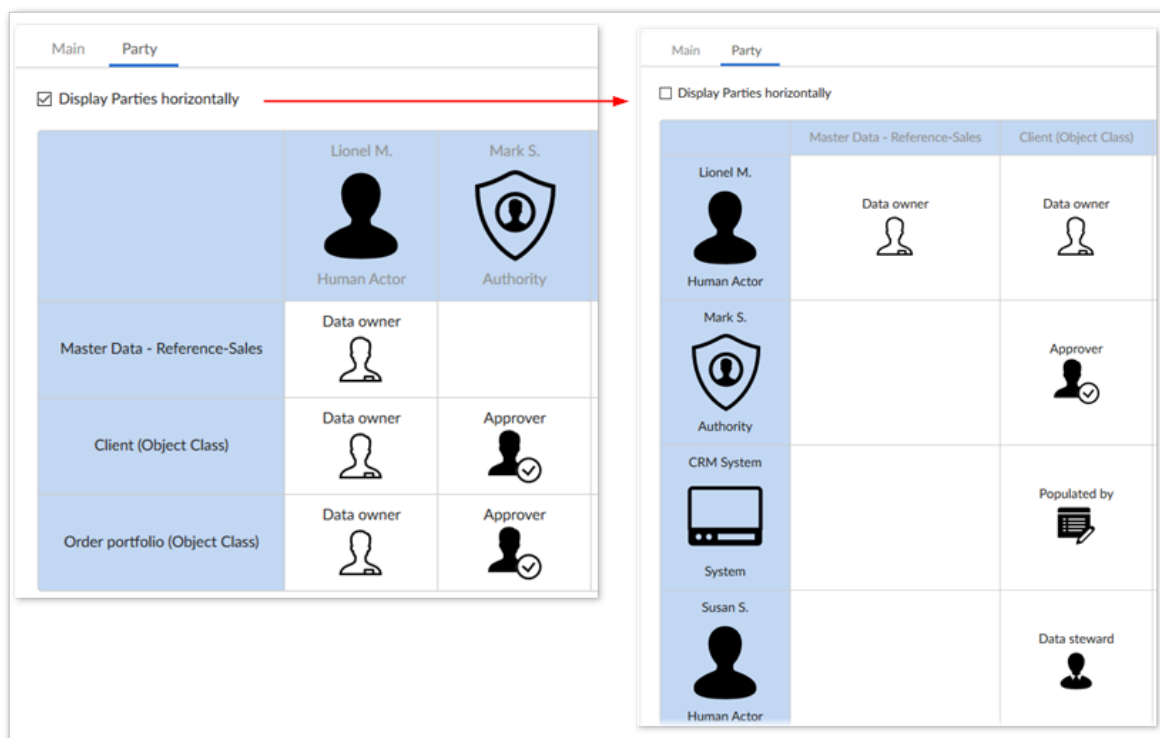 Main Party
Display Parties horizontally
Lionel M. Mark S.
Human Actor Authority
Data owner
Master Data - Reference-Sales
Data owner Approver
Client (Object Class)
Data owner Approver
Order portfolio (Object Class)
Main Party
Display Parties horizontally
Master Data - Reference-Sales Client (Object Class)
Lionel M.
Data owner Data owner
Human Actor
Mark S.
Approver
Authority
CRM System
Populated by
System
Susan S.
Data steward
Human Actor